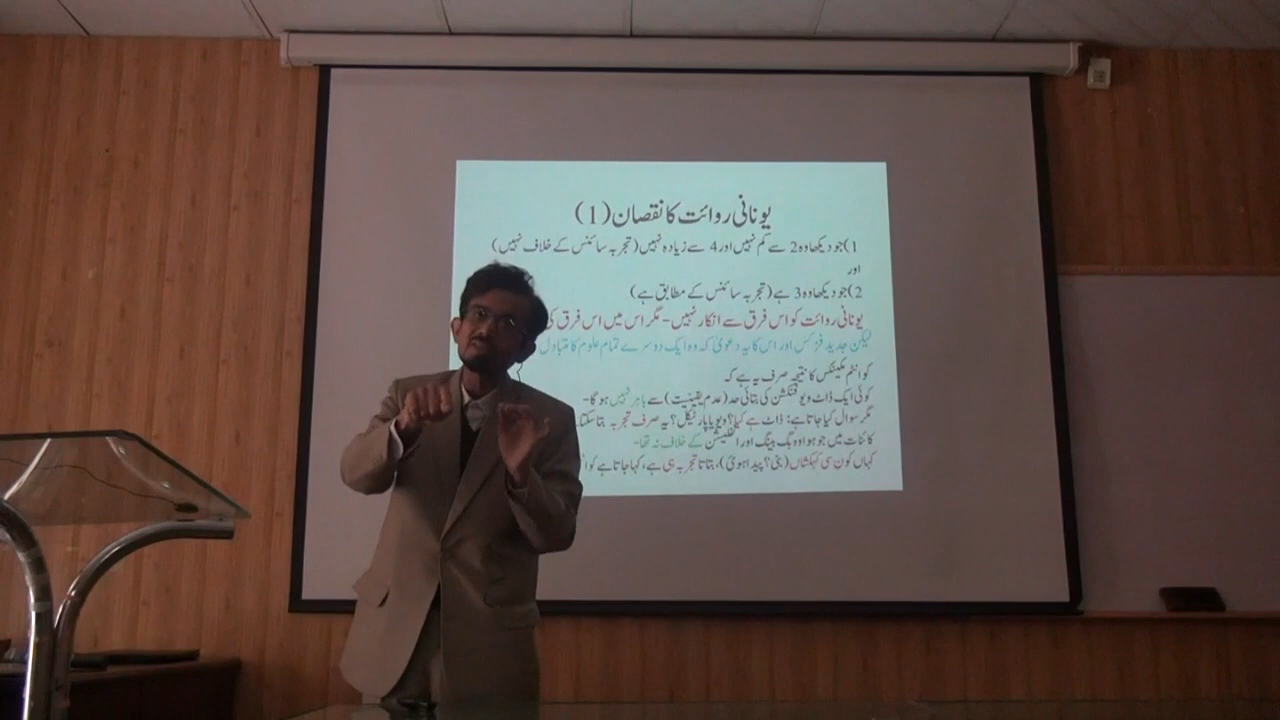 یونانی روائت کا نقصان (1)
1) جو دیکھا وہ 2 سے کم نہیں اور 4 سے زیادہ نہیں (تجربہ سائنس کے خلاف نہیں)
اور
2) جو دیکھا وہ 3 ہے (تجربہ سائنس کے مطابق ہے)
یونانی روائت کو اس فرق سے انکار نہیں - مگر اس میں اس فرق کی
لیکن جدید فزکس اور اس کا یہ دعویٰ کہ وہ ایک دوسرے تمام علوم کا متبادل
کوانٹم مکینکس کا نتیجہ صرف یہ ہے کہ
کوئی ایک ڈاٹ ویو فنکشن کی بتائی حد (عدم یقینیت) سے باہر نہیں ہو گا -
مگر سوال کیا جاتا ہے: ڈاٹ ہے کیا؟ ویو یا پارٹیکل؟ یہ صرف تجربہ بتا سکتا
کائنات میں جو ہوا وہ بگ بینگ اور انفلیشن کے خلاف نہ تھا -
کہاں کون سی کہکشاں (بنی؟ پیدا ہوئی)، بتاتا تجربہ ہی ہے، کہا جاتا ہے